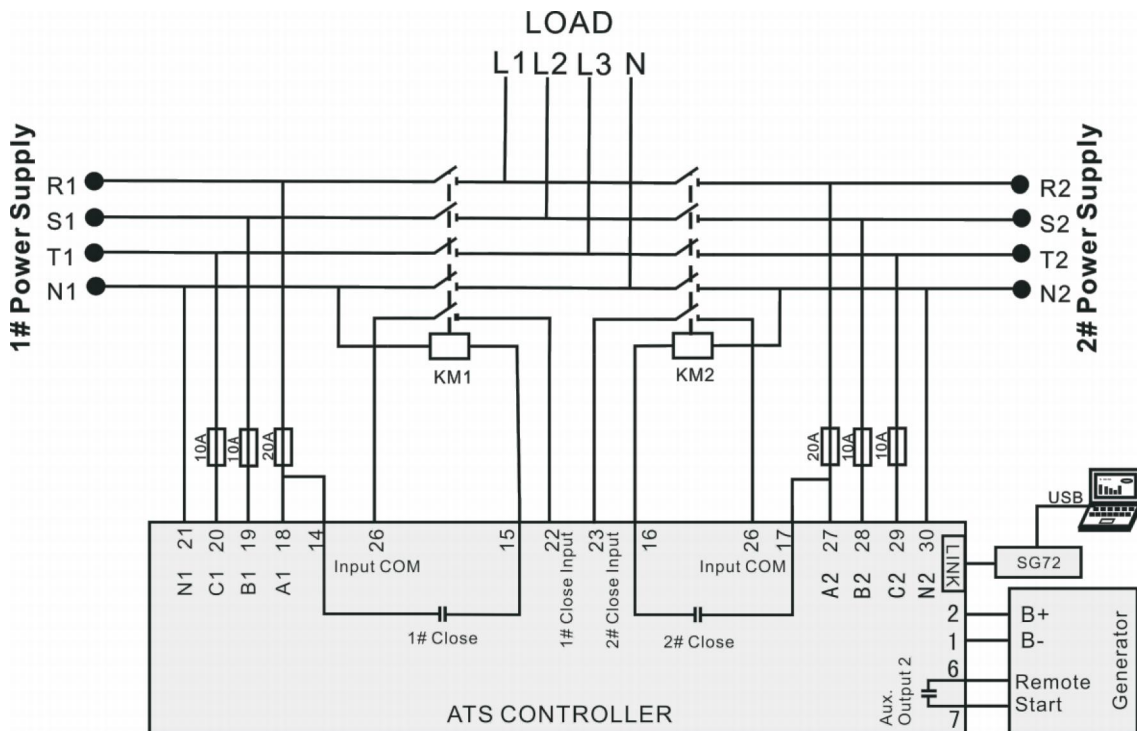 LOAD
L1 L2 L3 N
1# Power Supply
R1
S1
T1
N1
2# Power Supply
R2
S2
T2
N2
KM1
KM2
10A
10A
20A
20A
10A
10A
USB
21
20
19
18
14
26
15
22
23
16
26
17
27
28
29
30
LINK
SG72
N1
C1
B1
A1
Input COM
1# Close Input
2# Close Input
Input COM
A2
B2
C2
N2
1# Close
2# Close
2
B+
1
B-
6
Remote
Start
7
Generator
Aux.
Output 2
ATS CONTROLLER